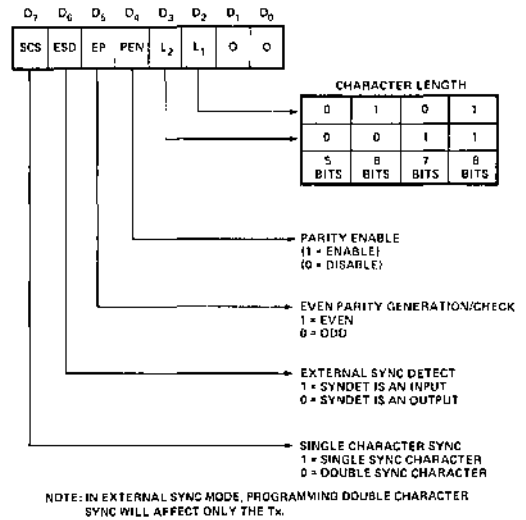 D7 D6 D5 D4 D3 D2 D1 D0
SCS ESD EP PEN L2 L1 0 0
CHARACTER LENGTH
0 1 0 1
0 0 1 1
5 6 7 8
BITS BITS BITS BITS
PARITY ENABLE
(1 = ENABLE)
(0 = DISABLE)
EVEN PARITY GENERATION/CHECK
1 = EVEN
0 = ODD
EXTERNAL SYNC DETECT
1 = SYNDET IS AN INPUT
0 = SYNDET IS AN OUTPUT
SINGLE CHARACTER SYNC
1 = SINGLE SYNC CHARACTER
0 = DOUBLE SYNC CHARACTER
NOTE: IN EXTERNAL SYNC MODE, PROGRAMMING DOUBLE CHARACTER
SYNC WILL AFFECT ONLY THE Tx.